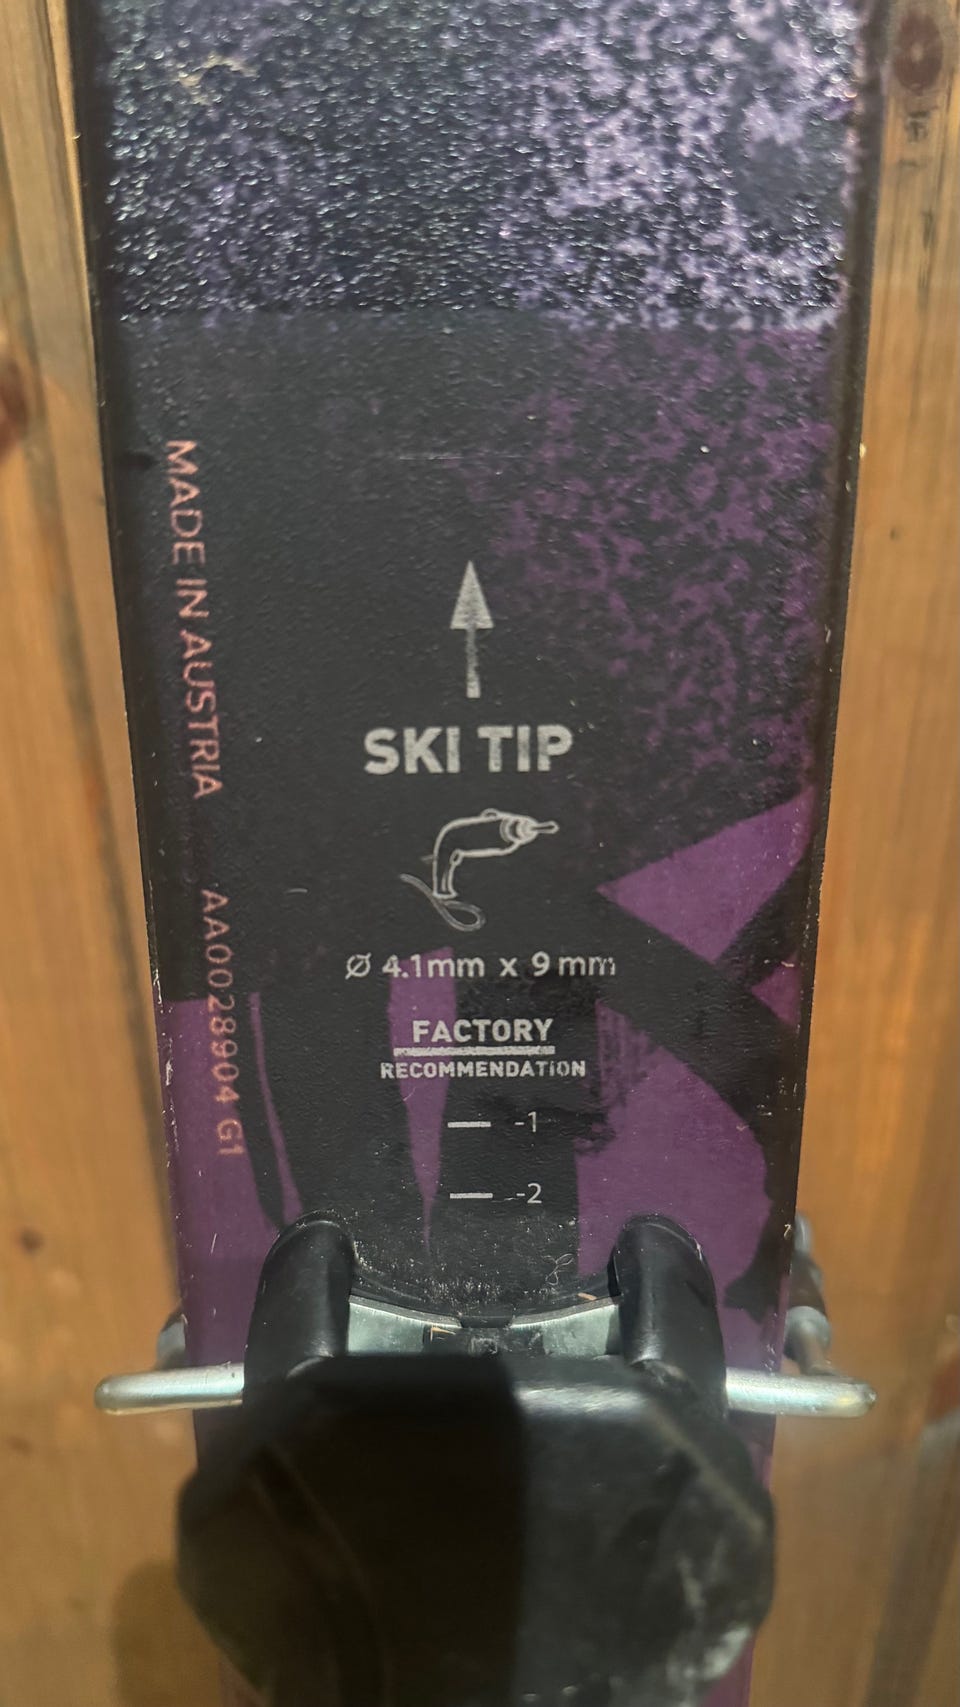 MADE IN AUSTRIA AA0028904 G1
SKI TIP
Ø 4.1mm x 9 mm
FACTORY
RECOMMENDATION
-1
-2